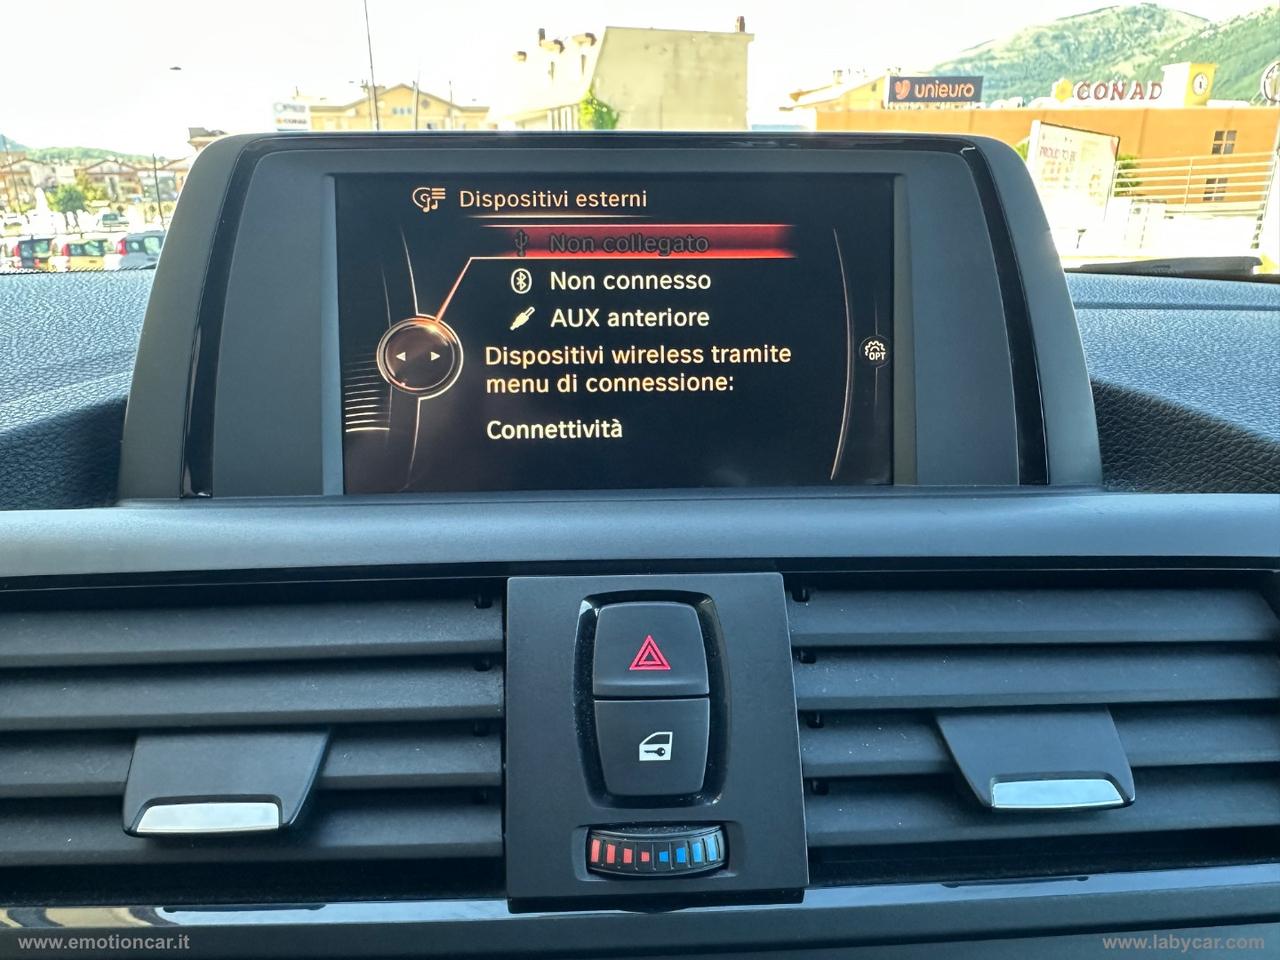 unieuro
CONAD
Dispositivi esterni
Non collegato
Non connesso
AUX anteriore
Dispositivi wireless tramite
menu di connessione:
Connettività
OPT
www.emotioncar.it
www.labycar.com